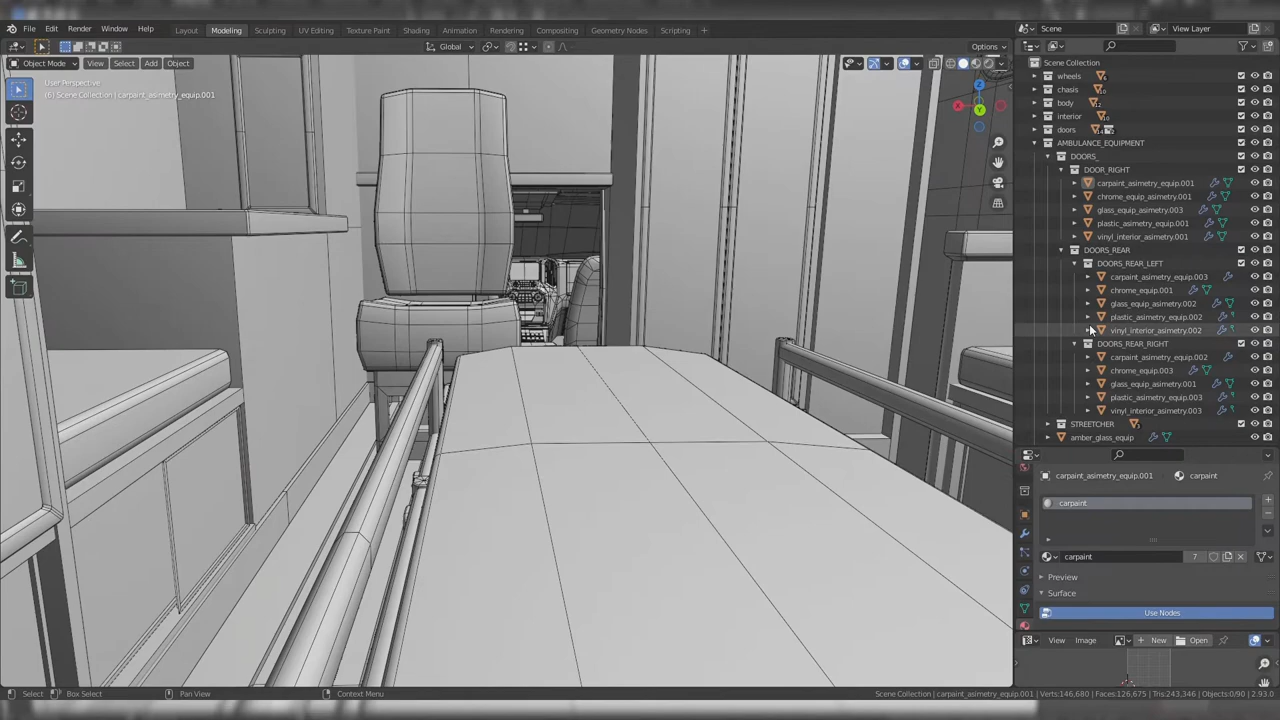 File Edit Render Window Help
Layout Modeling Sculpting UV Editing Texture Paint Shading Animation Rendering Compositing Geometry Nodes Scripting +
Scene
View Layer
Object Mode View Select Add Object
Global
Options
User Perspective
(6) Scene Collection | carpaint_asimetry_equip.001
Z
X
Y
Scene Collection
wheels
chasis
body
interior
doors
AMBULANCE_EQUIPMENT
DOORS_
DOOR_RIGHT
carpaint_asimetry_equip.001
chrome_equip_asimetry.001
glass_equip_asimetry.003
plastic_asimetry_equip.001
vinyl_interior_asimetry.001
DOORS_REAR
DOORS_REAR_LEFT
carpaint_asimetry_equip.003
chrome_equip.001
glass_equip_asimetry.002
plastic_asimetry_equip.002
vinyl_interior_asimetry.002
DOORS_REAR_RIGHT
carpaint_asimetry_equip.002
chrome_equip.003
glass_equip_asimetry.001
plastic_asimetry_equip.003
vinyl_interior_asimetry.003
STREETCHER
amber_glass_equip
carpaint_asimetry_equip.001 carpaint
carpaint
carpaint 7
Preview
Surface
Use Nodes
View Image New Open
Select Box Select Pan View Context Menu
Scene Collection | carpaint_asimetry_equip.001 | Verts:146,680 | Faces:126,675 | Tris:243,346 | Objects:0/90 | 2.93.0